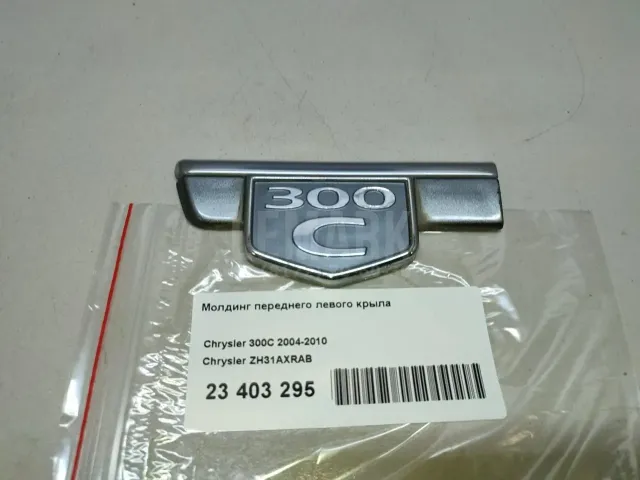 300
C
Молдинг переднего левого крыла
Chrysler 300C 2004-2010
Chrysler ZH31AXRAB
23 403 295